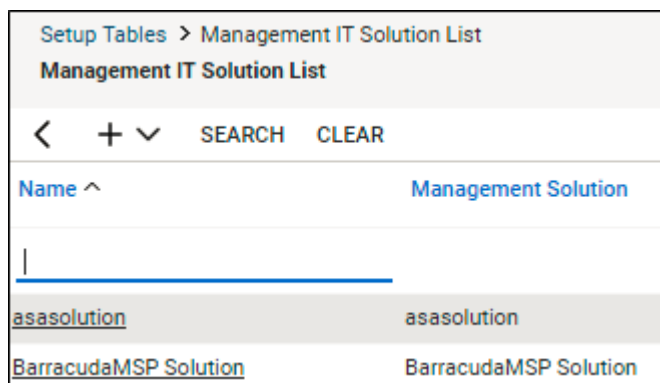 Setup Tables > Management IT Solution List
Management IT Solution List
SEARCH CLEAR
Name Management Solution
asasolution asasolution
BarracudaMSP Solution BarracudaMSP Solution